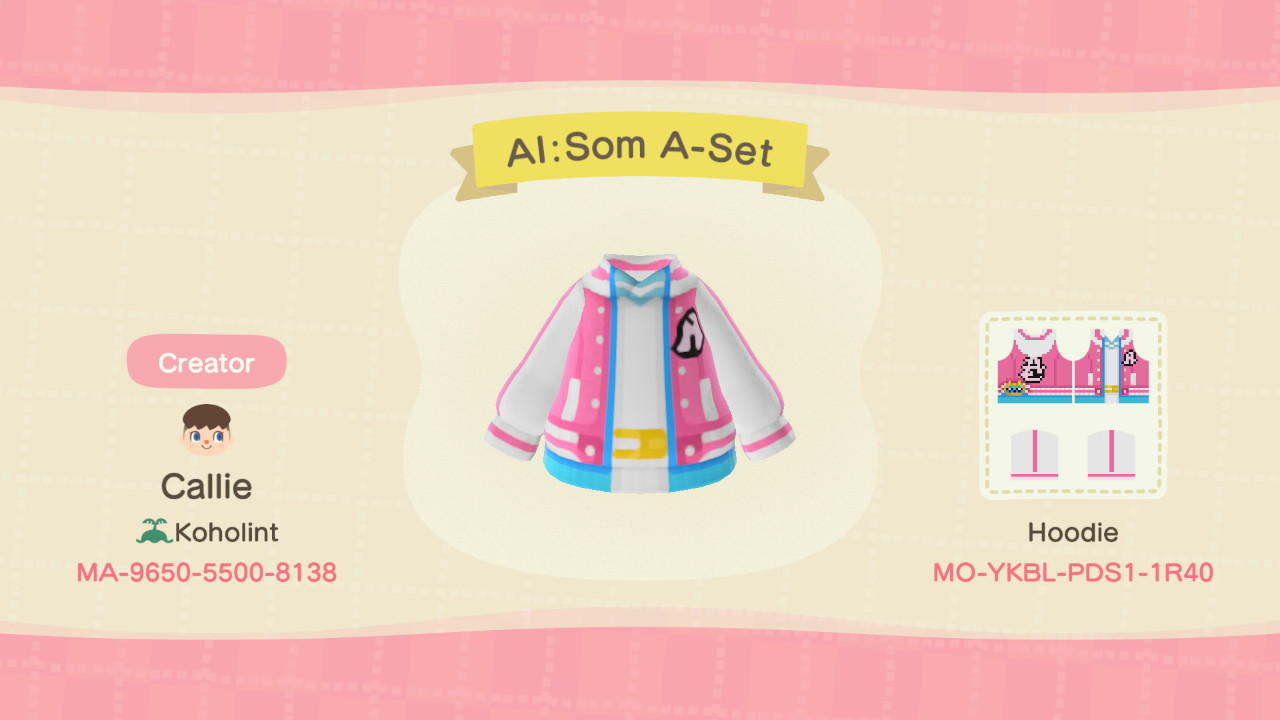 AI:Som A-Set
Creator
Callie
Koholint
MA-9650-5500-8138
Hoodie
MO-YKBL-PDS1-1R40